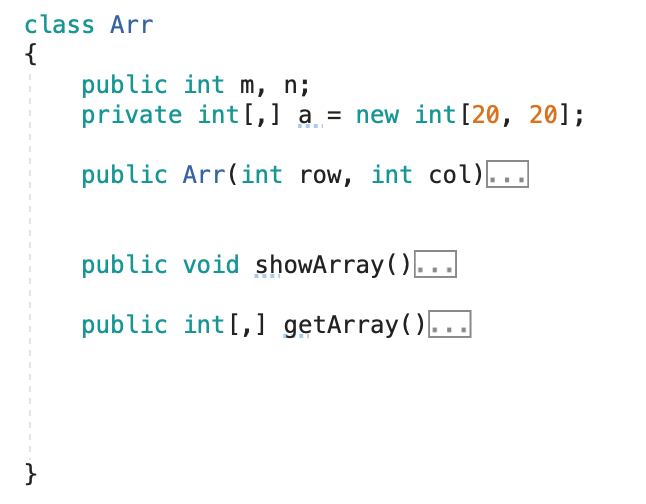 class Arr
{
public int m, n;
private int[,] a = new int[20, 20];
public Arr(int row, int col)...
public void showArray()...
public int[,] getArray()...
}